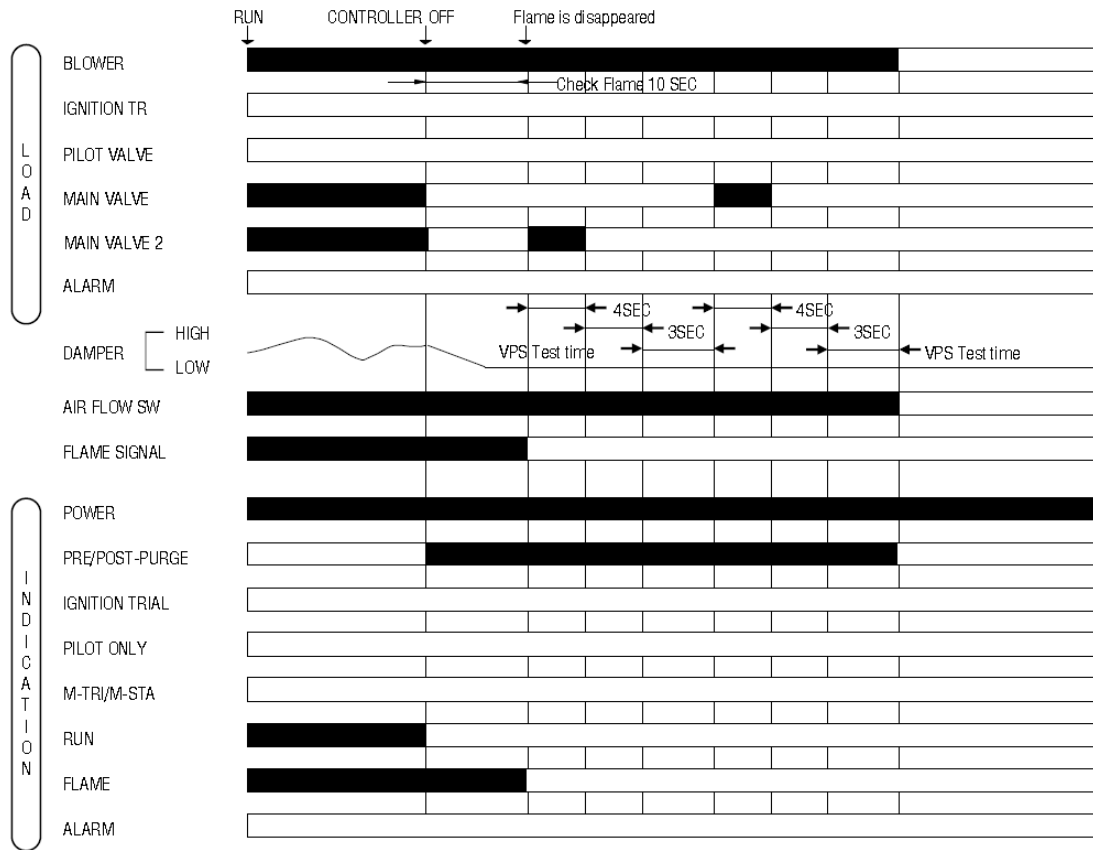 RUN CONTROLLER OFF Flame is disappeared
LOAD
BLOWER
Check Flame 10 SEC
IGNITION TR
PILOT VALVE
MAIN VALVE
MAIN VALVE 2
ALARM
4SEC 4SEC
HIGH 3SEC 3SEC
DAMPER
LOW VPS Test time VPS Test time
AIR FLOW SW
FLAME SIGNAL
INDICATION
POWER
PRE/POST-PURGE
IGNITION TRIAL
PILOT ONLY
M-TRI/M-STA
RUN
FLAME
ALARM